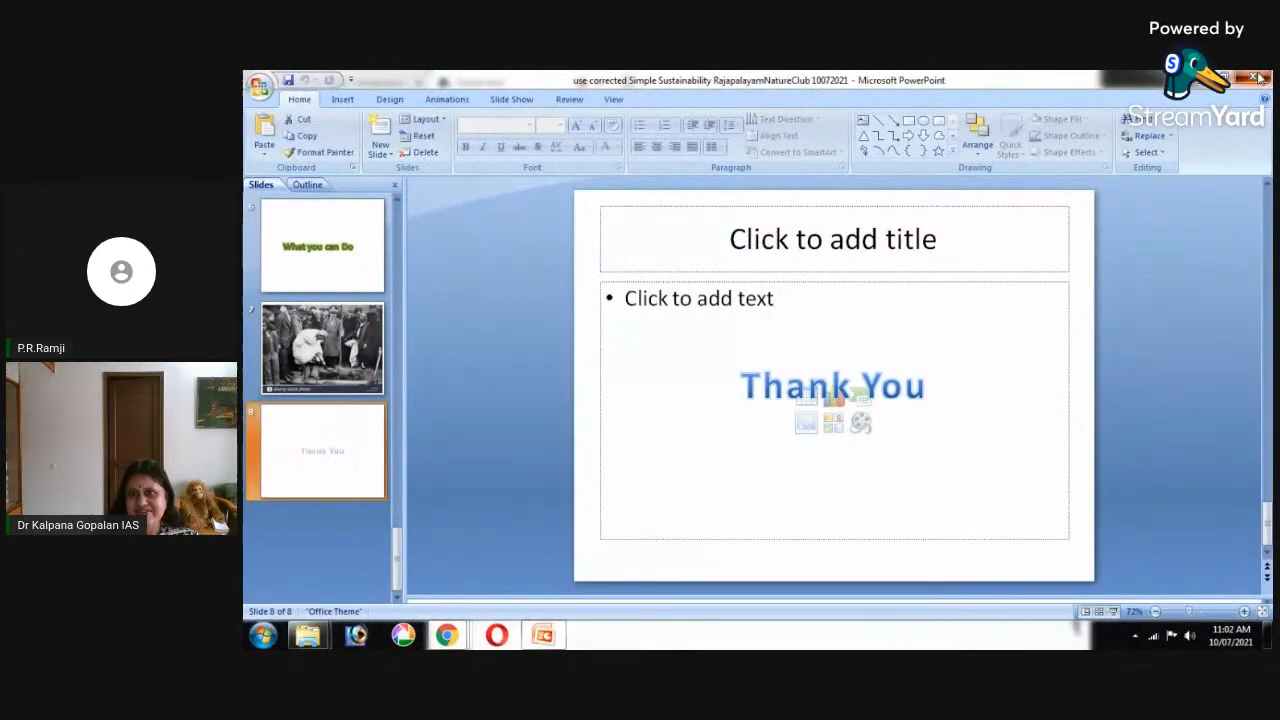 Powered by
StreamYard
use corrected Simple Sustainability RajapalayamNatureClub 10072021 - Microsoft PowerPoint
Home Insert Design Animations Slide Show Review View
Cut
Copy
Format Painter
Paste
Clipboard
New
Slide
Layout
Reset
Delete
Slides
Font
Text Direction
Align Text
Convert to SmartArt
Paragraph
Arrange
Quick
Styles
Shape Fill
Shape Outline
Shape Effects
Drawing
Replace
Select
Editing
Slides Outline
What you can Do
7
8
Thank You
Click to add title
• Click to add text
Thank You
P.R.Ramji
Dr Kalpana Gopalan IAS
Slide 8 of 8 "Office Theme"
72%
11:02 AM
10/07/2021